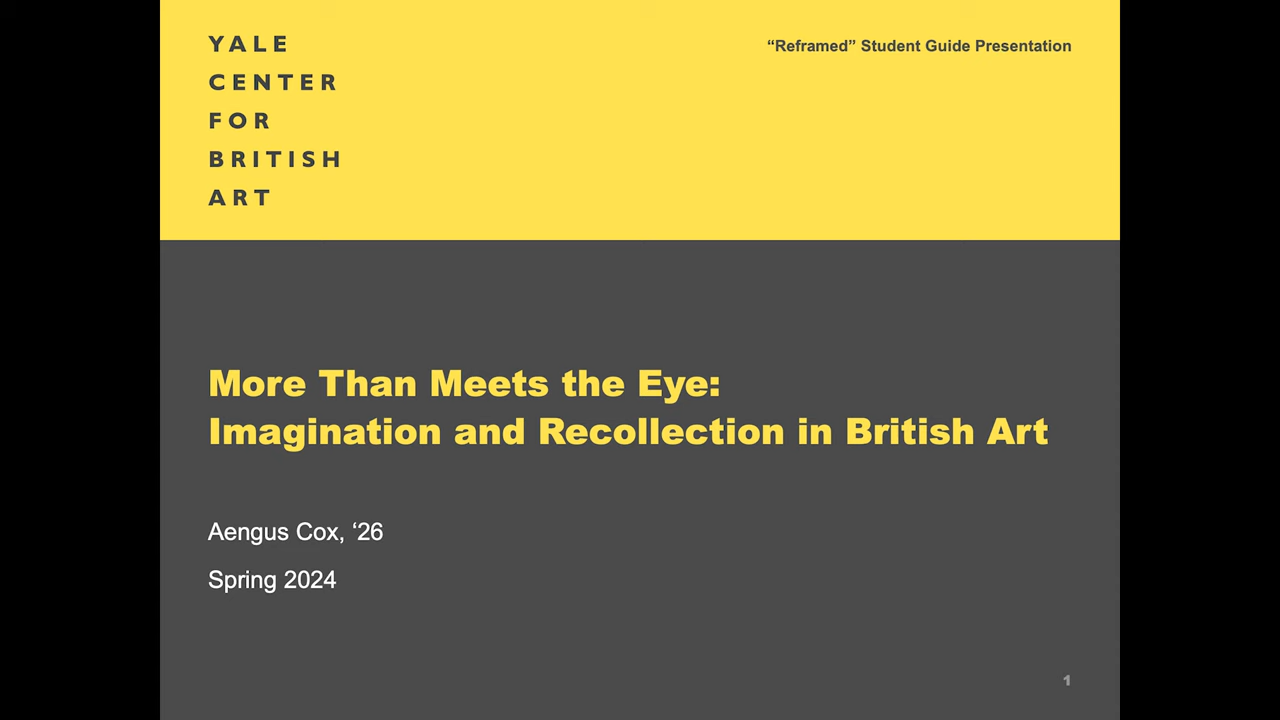 YALE
CENTER
FOR
BRITISH
ART
“Reframed” Student Guide Presentation
More Than Meets the Eye:
Imagination and Recollection in British Art
Aengus Cox, ‘26
Spring 2024
1